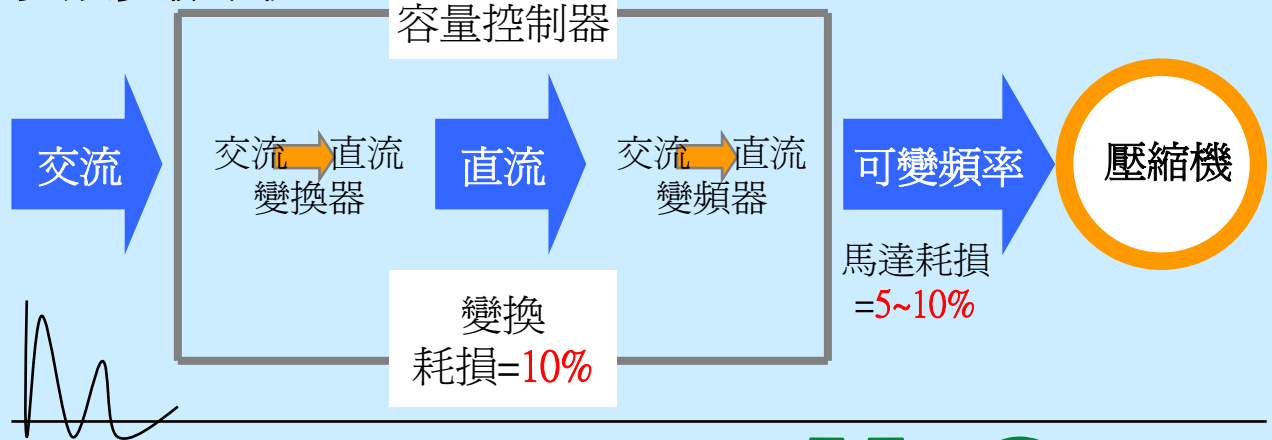 容量控制器
交流
交流 直流
變換器
直流
交流 直流
變頻器
可變頻率
壓縮機
馬達耗損
=5~10%
變換
耗損=10%